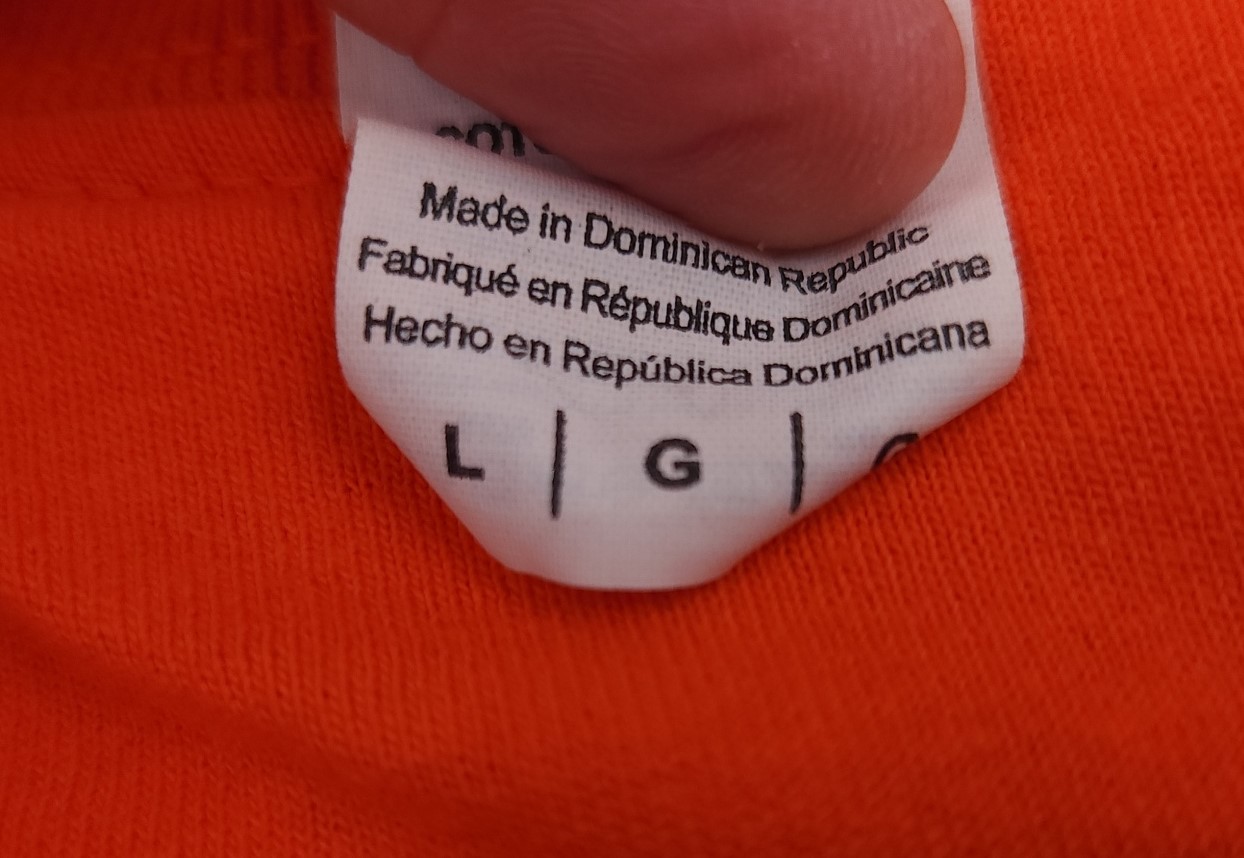 Made in Dominican Republic
Fabriqué en République Dominicaine
Hecho en República Dominicana
L | G |